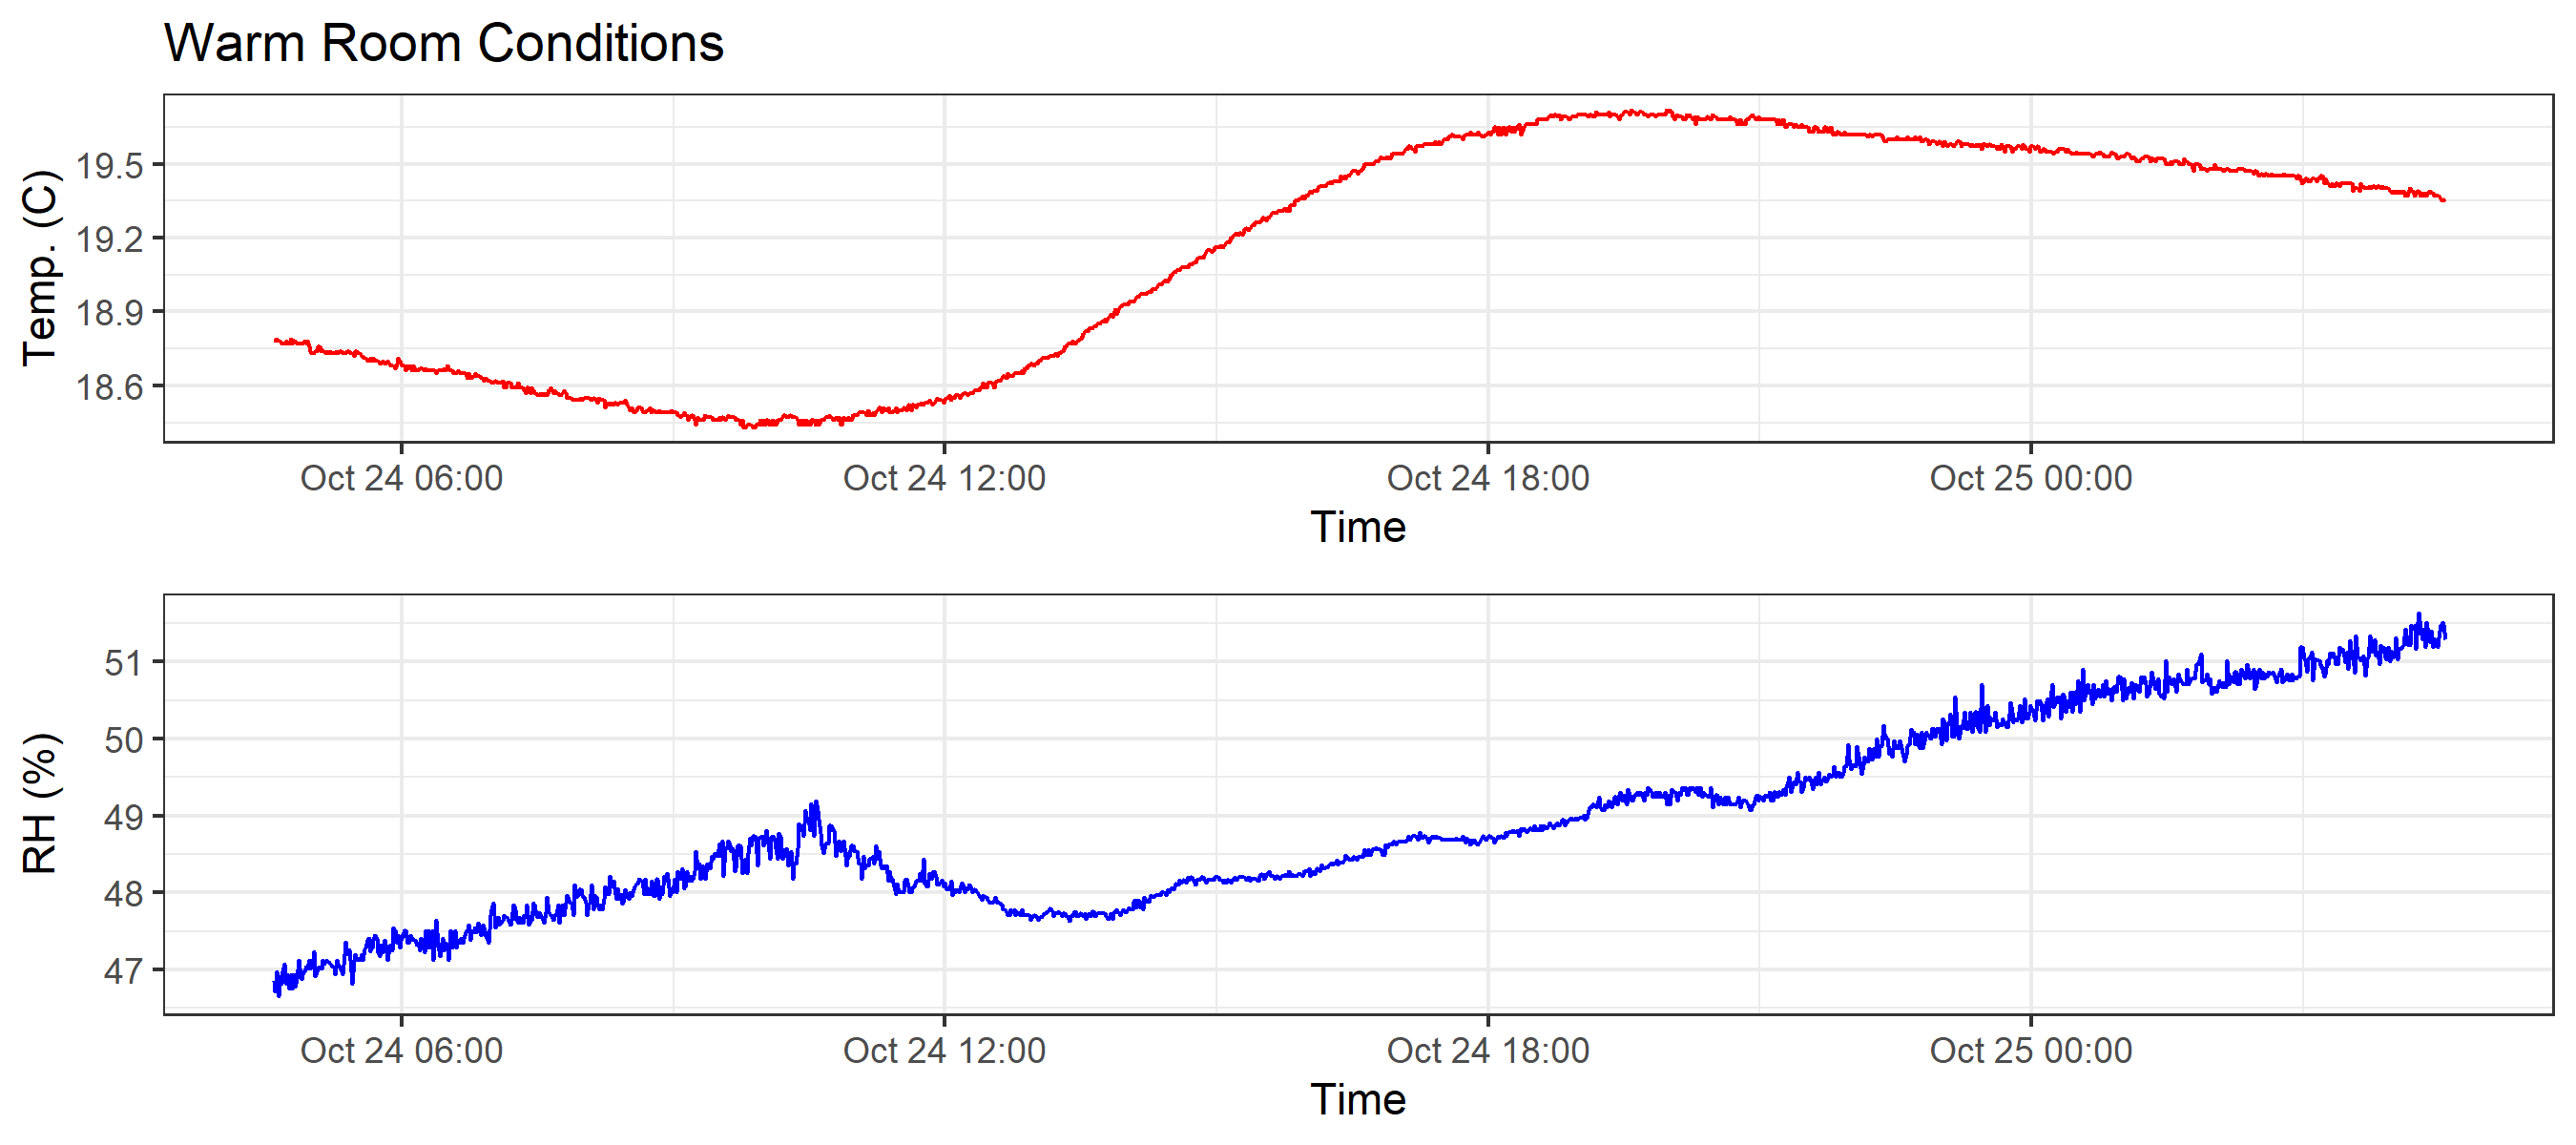 Warm Room Conditions
Temp. (C)
19.5
19.2
18.9
18.6
Oct 24 06:00 Oct 24 12:00 Oct 24 18:00 Oct 25 00:00
Time
RH (%)
51
50
49
48
47
Oct 24 06:00 Oct 24 12:00 Oct 24 18:00 Oct 25 00:00
Time